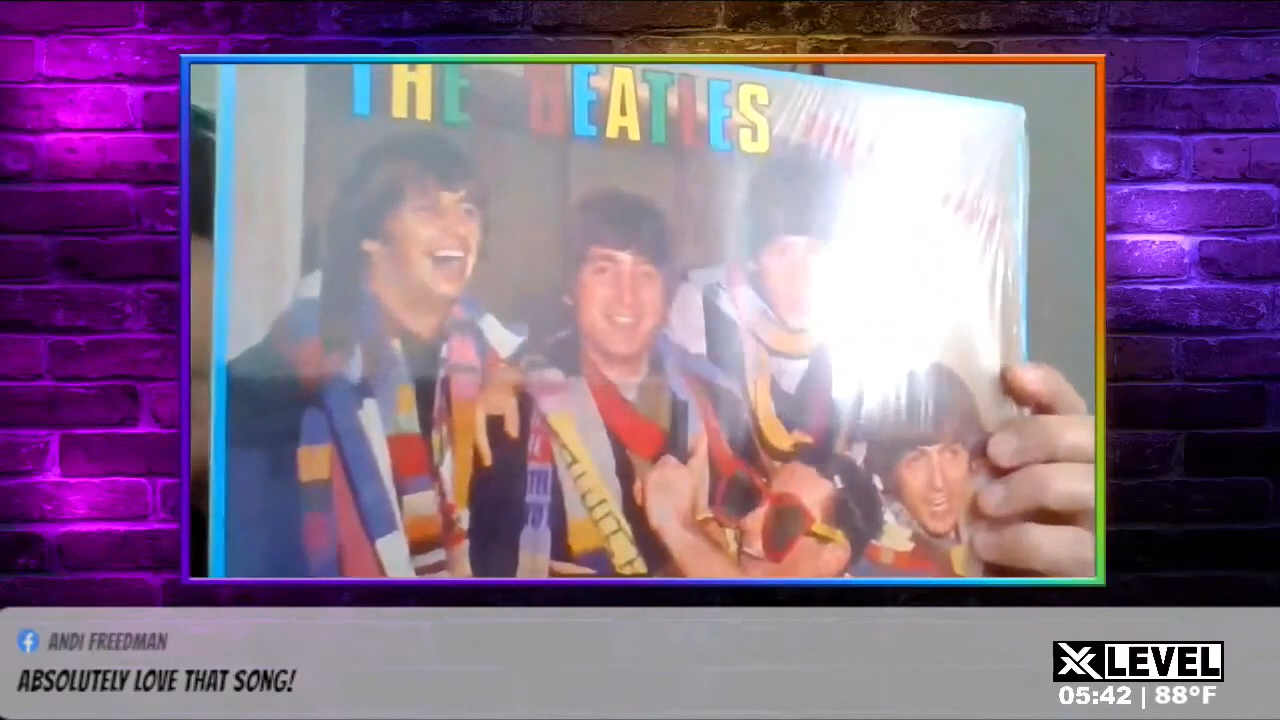 THE BEATLES
ANDI FREEDMAN
ABSOLUTELY LOVE THAT SONG!
X LEVEL
05:42 | 88°F